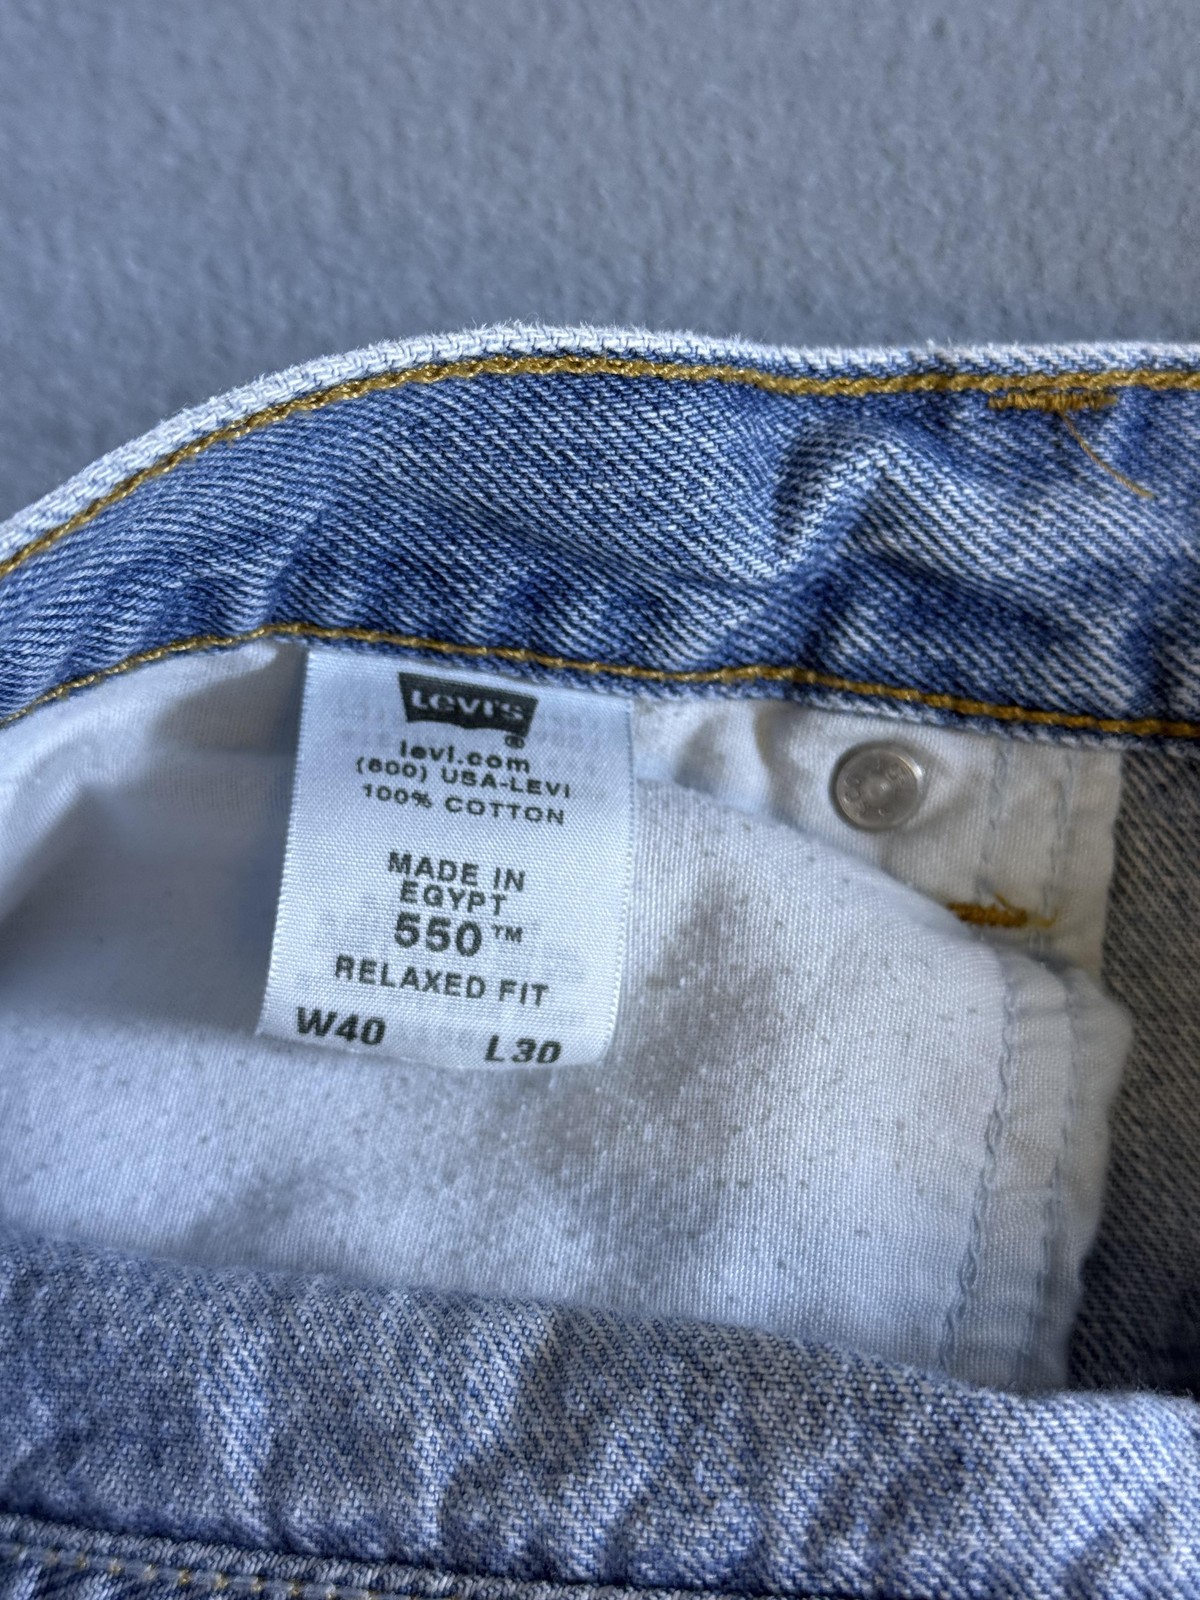 Levi's
®
levi.com
(800) USA-LEVI
100% COTTON
MADE IN
EGYPT
550™
RELAXED FIT
W40 L30